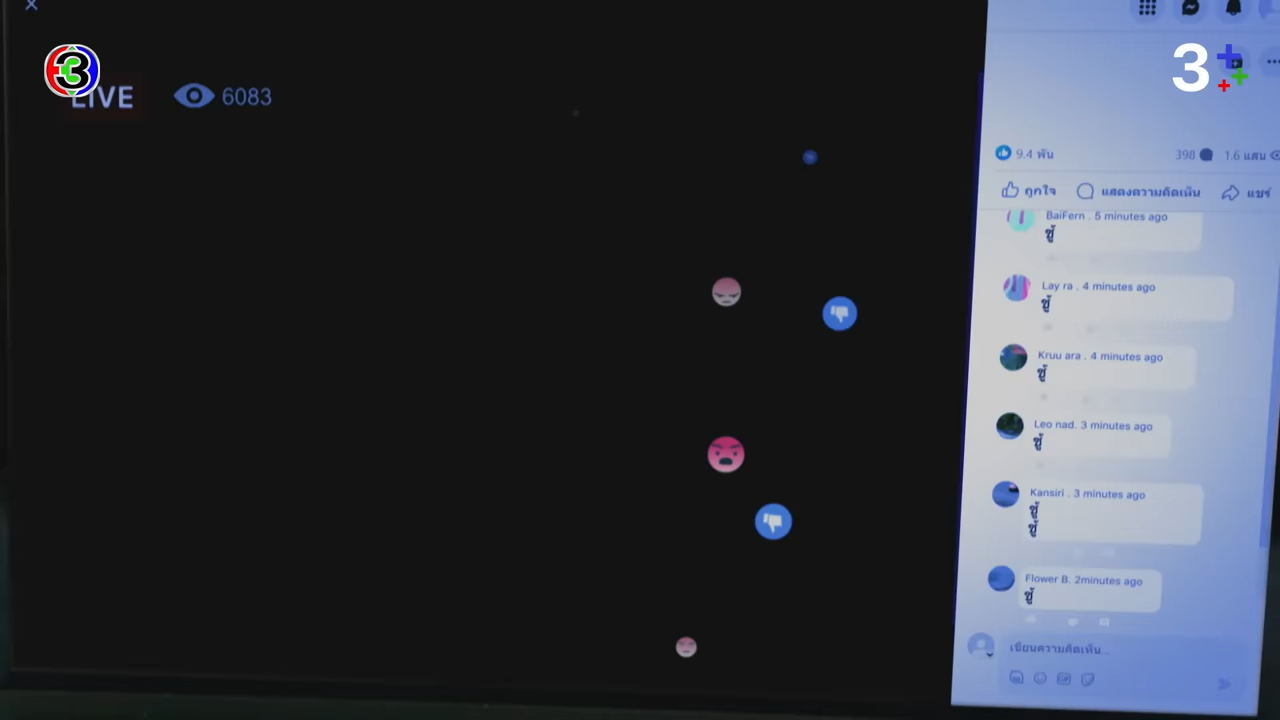 3
LIVE
6083
3
9.4 พัน
398
1.6 แสน
ถูกใจ
แสดงความคิดเห็น
แชร์
BaiFern . 5 minutes ago
ชู้
Lay ra . 4 minutes ago
ชู้
Kruu ara . 4 minutes ago
ชู้
Leo nad. 3 minutes ago
ชู้
Kansiri . 3 minutes ago
ชู้
ชู้
Flower B. 2minutes ago
ชู้
เขียนความคิดเห็น...
GIF